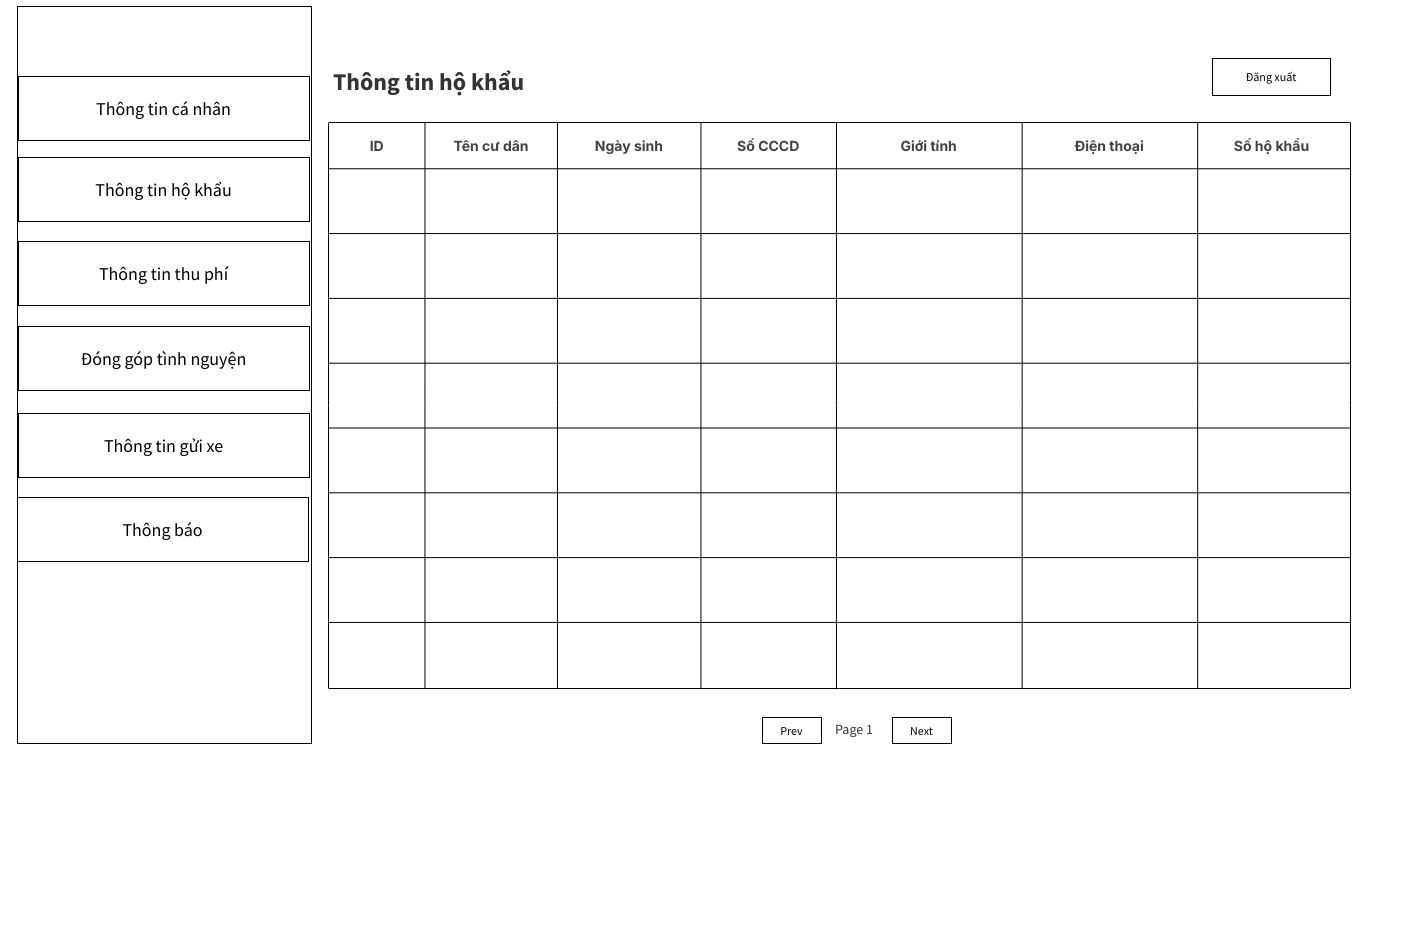 Thông tin cá nhân
Thông tin hộ khẩu
Thông tin thu phí
Đóng góp tình nguyện
Thông tin gửi xe
Thông báo
Thông tin hộ khẩu
Đăng xuất
ID Tên cư dân Ngày sinh Số CCCD Giới tính Điện thoại Số hộ khẩu
Prev Page 1 Next